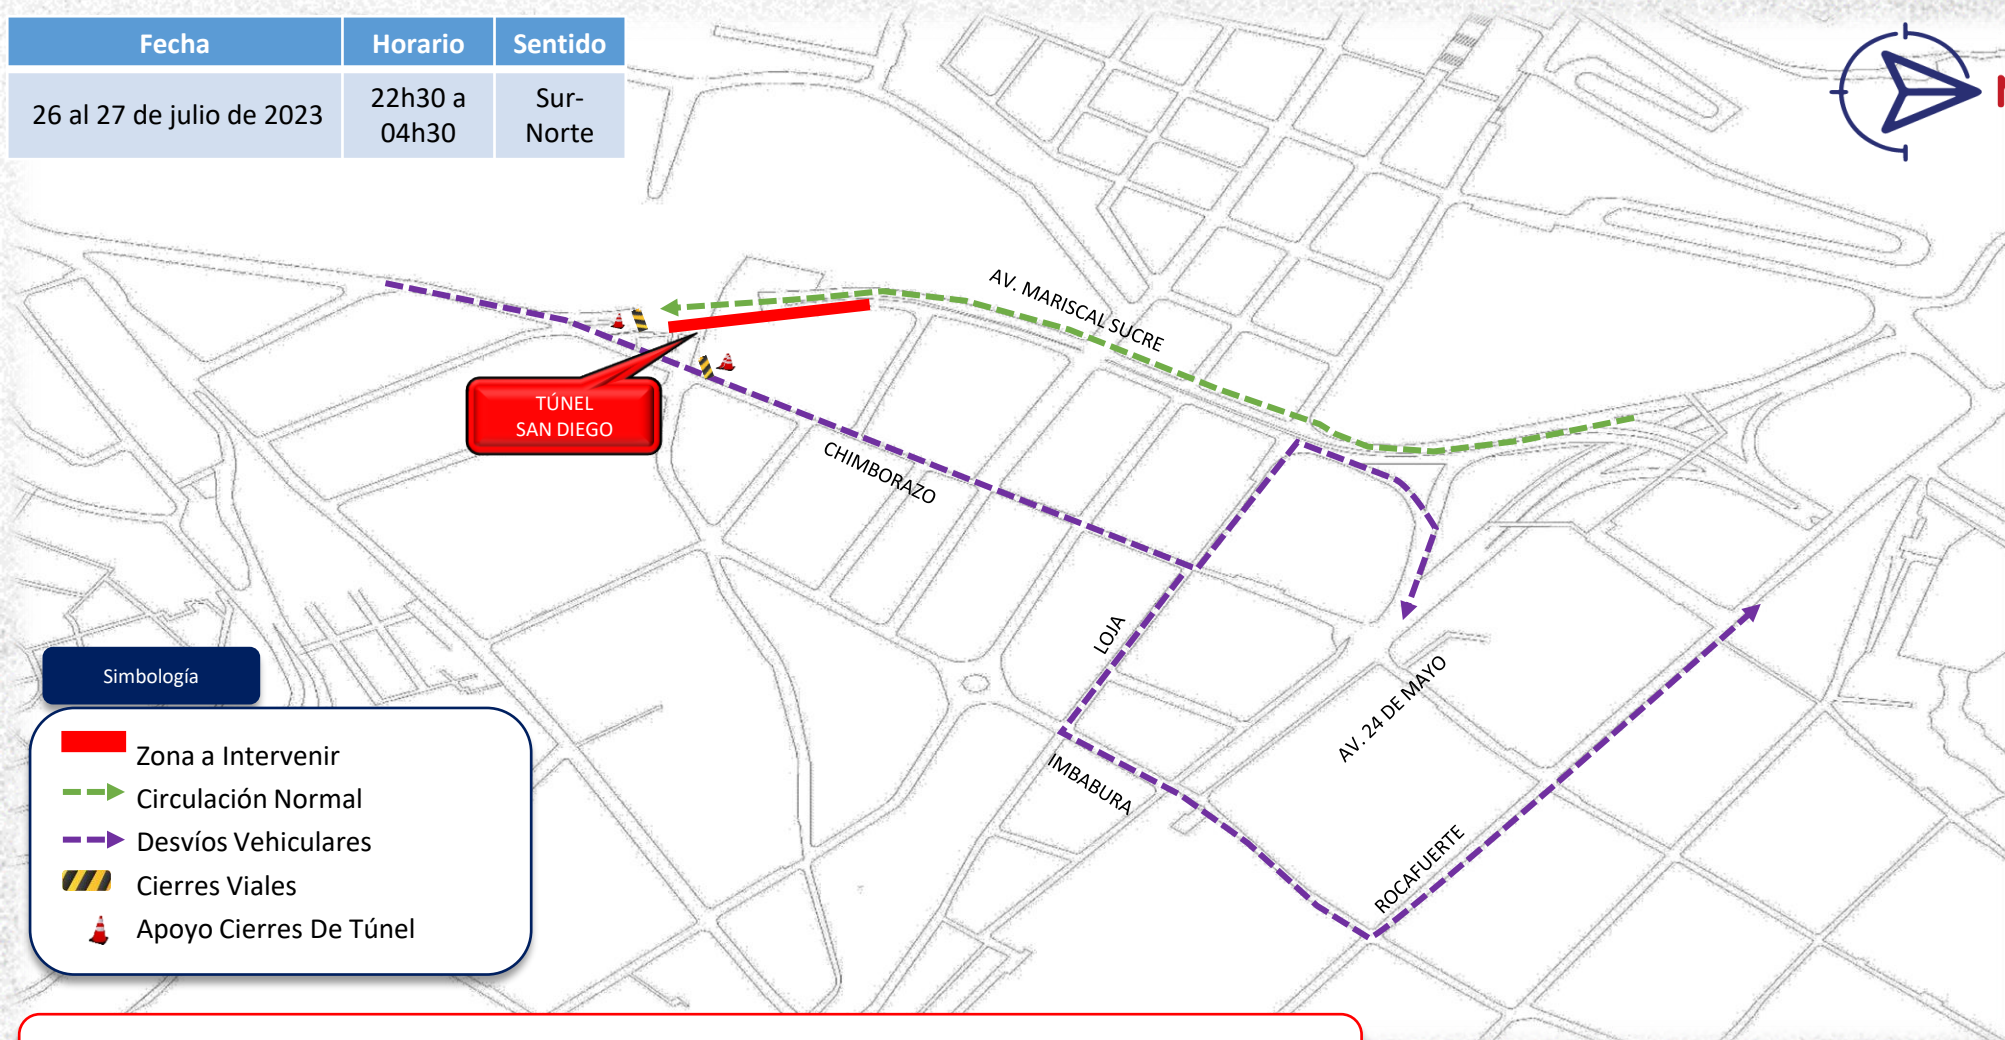 Fecha Horario Sentido
26 al 27 de julio de 2023 22h30 a 04h30 Sur-Norte
N
AV. MARISCAL SUCRE
TÚNEL
SAN DIEGO
CHIMBORAZO
LOJA
AV. 24 DE MAYO
IMBABURA
ROCAFUERTE
Simbología
Zona a Intervenir
Circulación Normal
Desvíos Vehiculares
Cierres Viales
Apoyo Cierres De Túnel